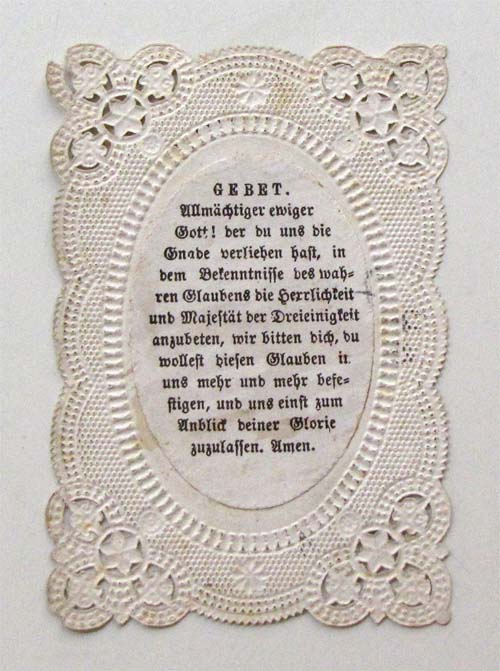 GEBET.
Allmächtiger ewiger
Gott! der du uns die
Gnade verliehen hast, in
dem Bekenntnisse des wah-
ren Glaubens die Herrlichkeit
und Majestät der Dreieinigkeit
anzubeten, wir bitten dich, du
wollest diesen Glauben in
uns mehr und mehr befe-
stigen, und uns einst zum
Anblick deiner Glorie
zuzulassen. Amen.